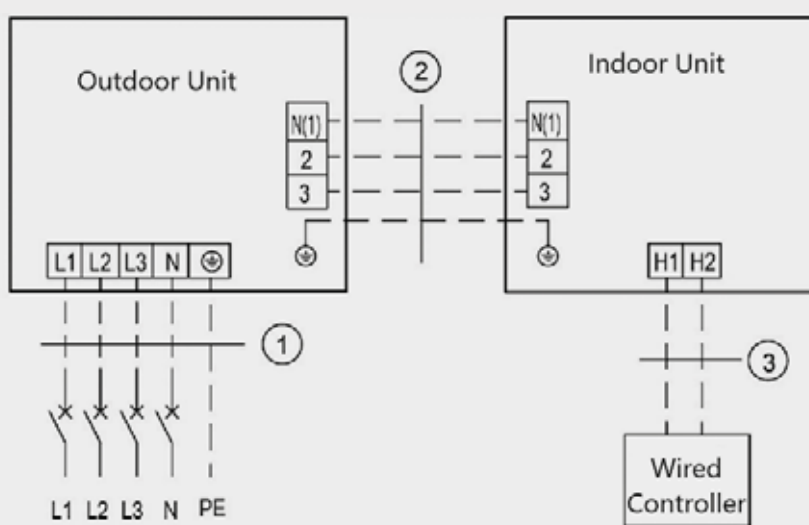 Outdoor Unit
2
Indoor Unit
N(1)
N(1)
2
2
3
3
L1 L2 L3 N
H1 H2
1
3
L1 L2 L3 N PE
Wired
Controller